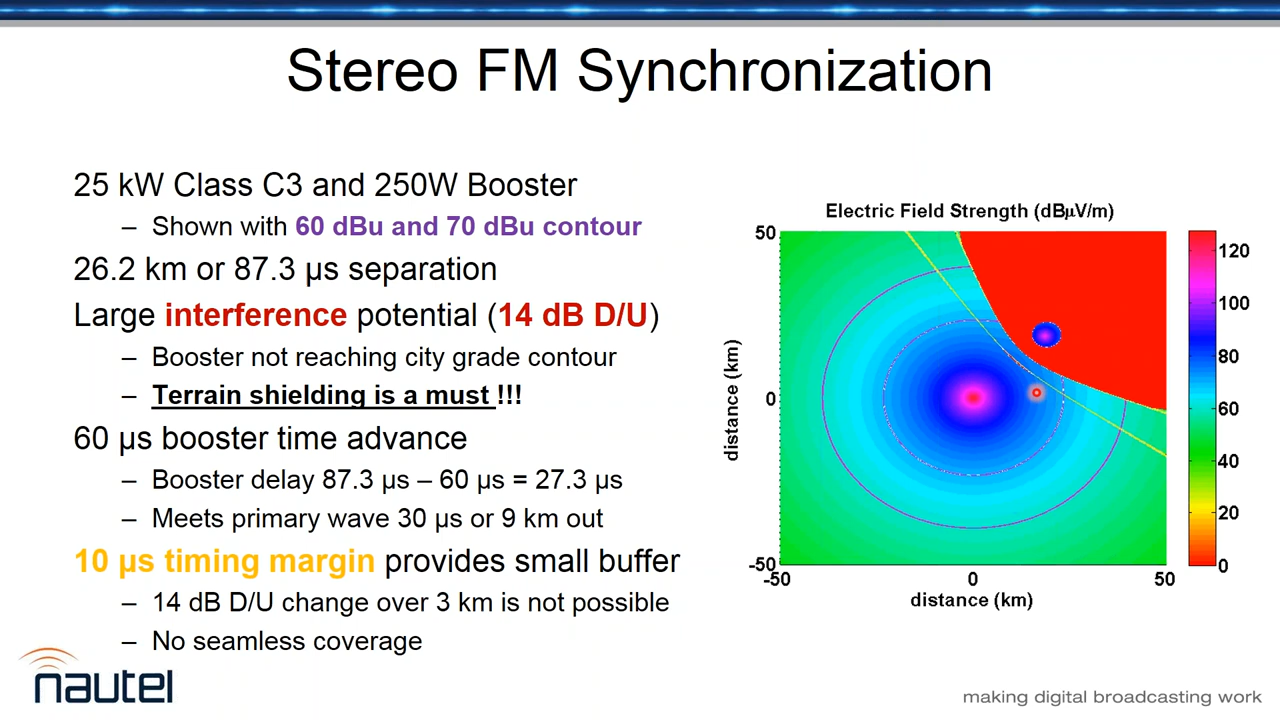 Stereo FM Synchronization
25 kW Class C3 and 250W Booster
– Shown with 60 dBu and 70 dBu contour
26.2 km or 87.3 µs separation
Large interference potential (14 dB D/U)
– Booster not reaching city grade contour
– Terrain shielding is a must !!!
60 µs booster time advance
– Booster delay 87.3 µs – 60 µs = 27.3 µs
– Meets primary wave 30 µs or 9 km out
10 µs timing margin provides small buffer
– 14 dB D/U change over 3 km is not possible
– No seamless coverage
Electric Field Strength (dBµV/m)
50
0
-50
distance (km)
-50
0
50
distance (km)
120
100
80
60
40
20
0
nautel
making digital broadcasting work